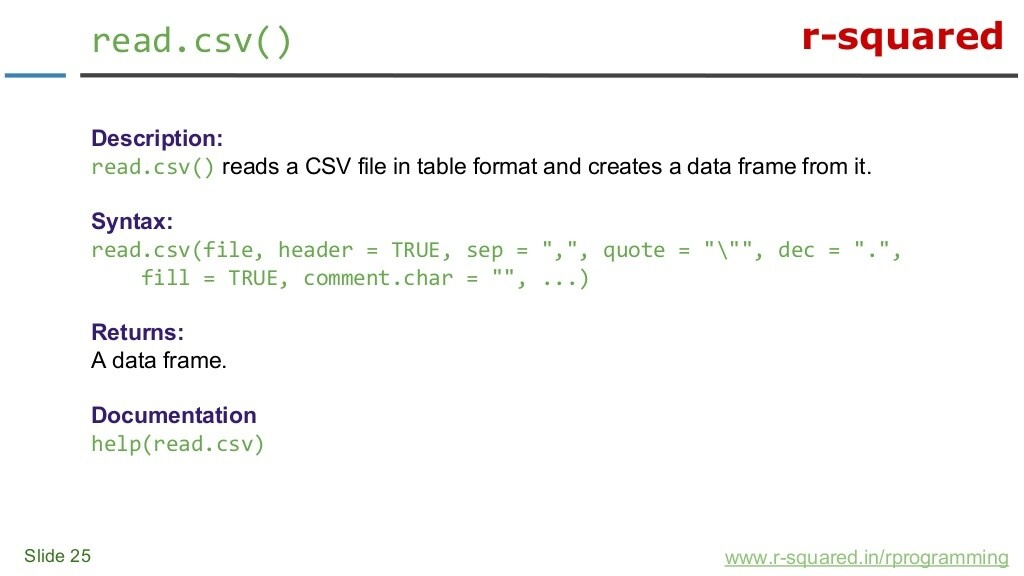 read.csv()
r-squared
Description:
read.csv() reads a CSV file in table format and creates a data frame from it.
Syntax:
read.csv(file, header = TRUE, sep = ",", quote = "\"", dec = ".",
fill = TRUE, comment.char = "", ...)
Returns:
A data frame.
Documentation
help(read.csv)
Slide 25
www.r-squared.in/rprogramming